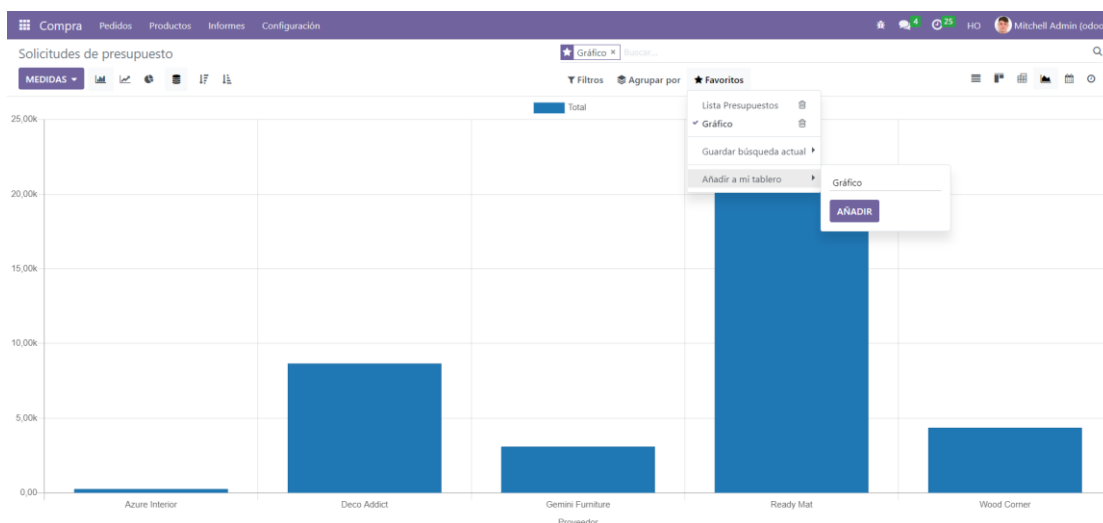 Compra Pedidos Productos Informes Configuración 4 25 HO Mitchell Admin (odoo
Solicitudes de presupuesto Gráfico × Buscar...
MEDIDAS Filtros Agrupar por Favoritos
Total
Lista Presupuestos
Gráfico
Guardar búsqueda actual
Añadir a mi tablero
Gráfico
AÑADIR
25,00k
20,00k
15,00k
10,00k
5,00k
0,00
Azure Interior Deco Addict Gemini Furniture Ready Mat Wood Corner
Proveedor